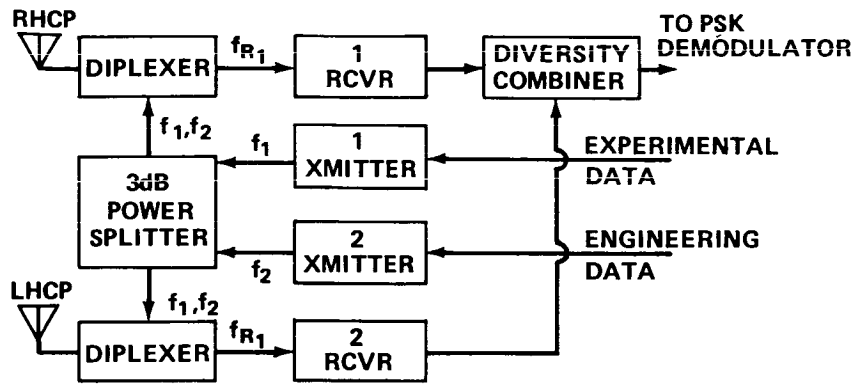 RHCP
DIPLEXER
fR1
1
RCVR
DIVERSITY
COMBINER
TO PSK
DEMODULATOR
f1,f2
f1
1
XMITTER
EXPERIMENTAL
DATA
3dB
POWER
SPLITTER
f2
2
XMITTER
ENGINEERING
DATA
LHCP
f1,f2
DIPLEXER
fR1
2
RCVR